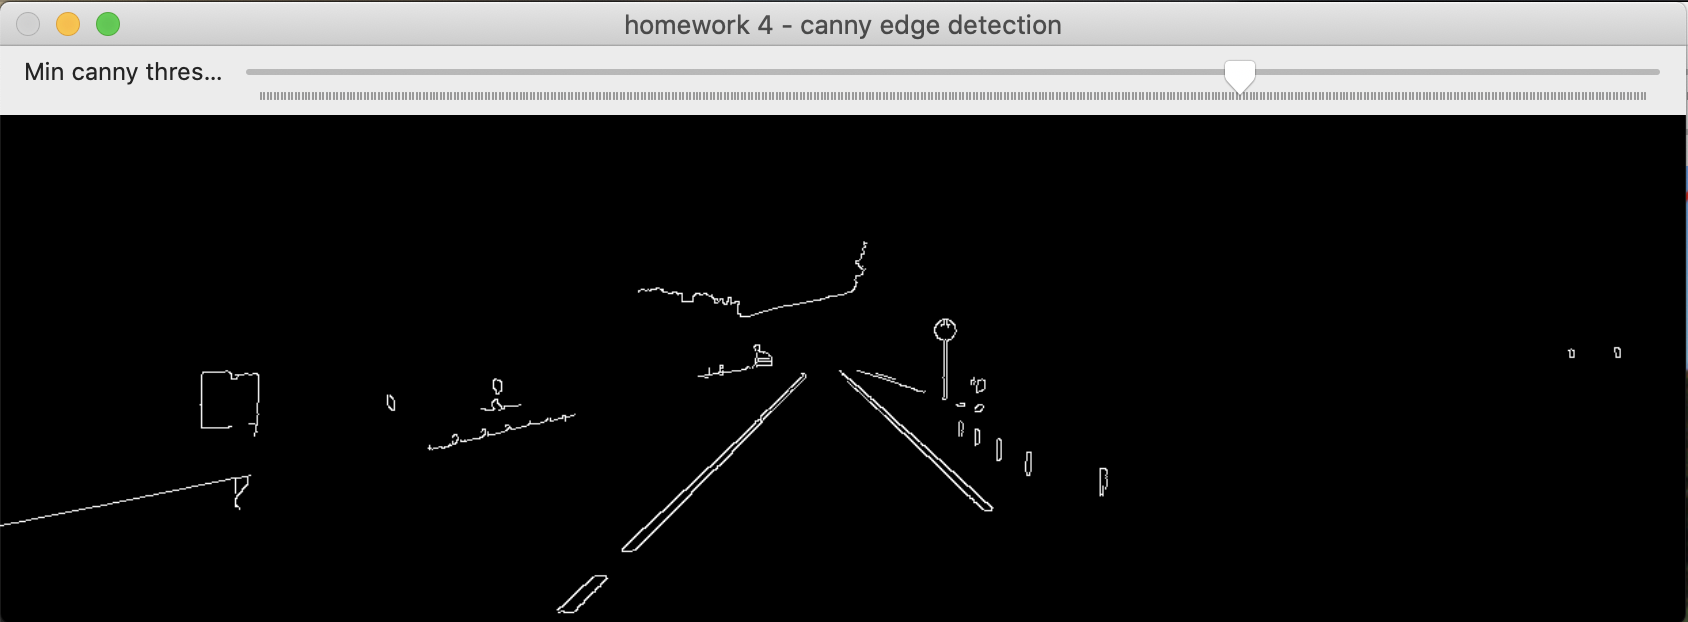 homework 4 - canny edge detection
Min canny thres...